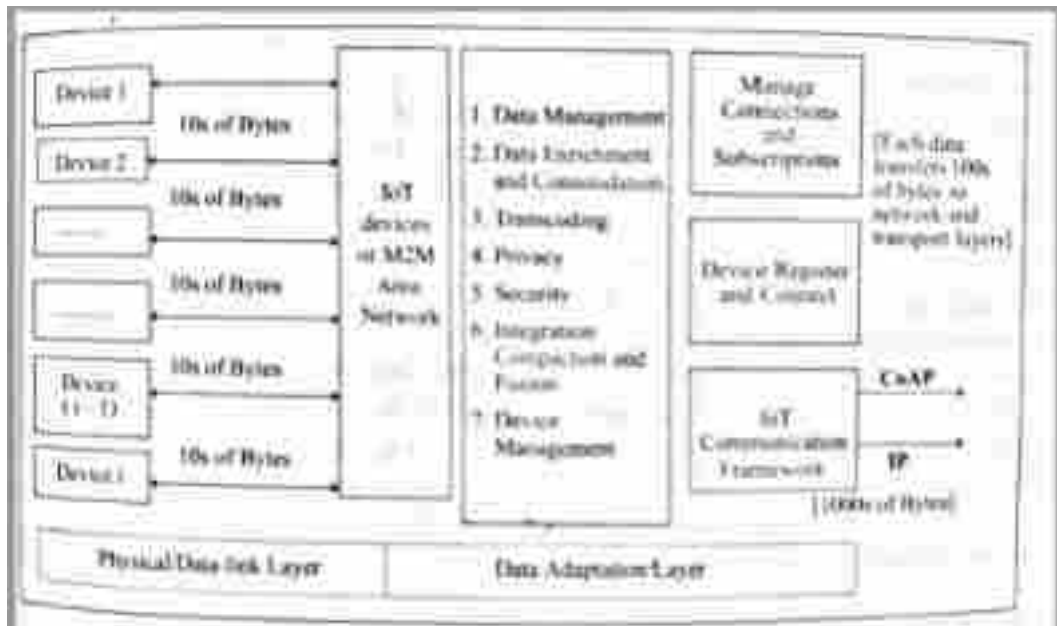 Device 1
10s of Bytes
Device 2
10s of Bytes
10s of Bytes
10s of Bytes
Device
(i - 1)
10s of Bytes
Device i
IoT
devices
or M2M
Area
Network
1. Data Management
2. Data Enrichment
and Consolidation
3. Transcoding
4. Privacy
5. Security
6. Integration
Compaction and
Fusion
7. Device
Management
Manage
Connections
and
Subscriptions
Device Register
and Connect
IoT
Communication
Framework
[Each data
transfers 100s
of bytes to
network and
transport layers]
CoAP
IP
[1000s of Bytes]
Physical/Data-link Layer
Data Adaptation Layer